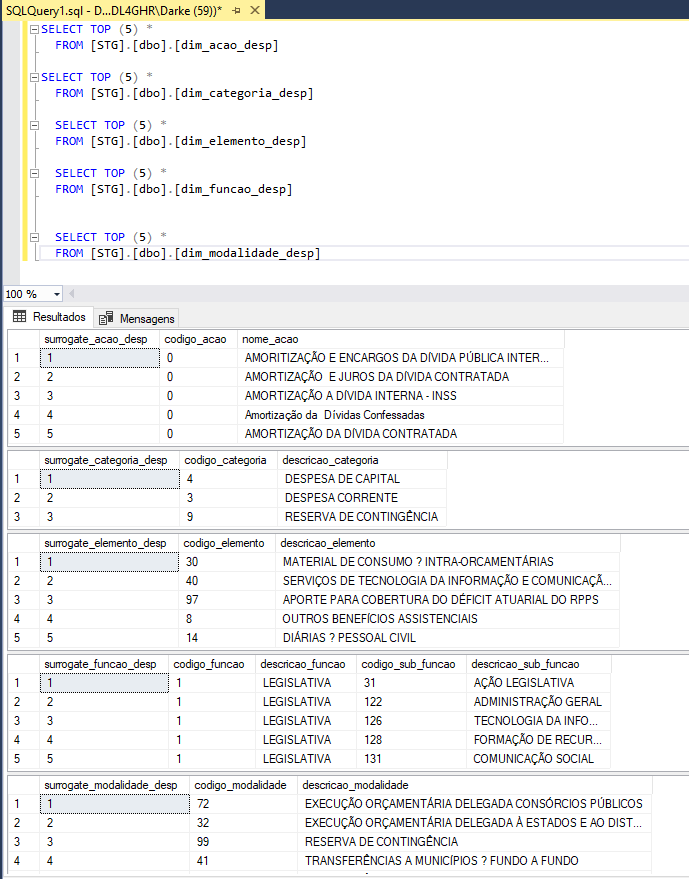 SQLQuery1.sql - D...DL4GHR\Darke (59))*
SELECT TOP (5) *
FROM [STG].[dbo].[dim_acao_desp]
SELECT TOP (5) *
FROM [STG].[dbo].[dim_categoria_desp]
SELECT TOP (5) *
FROM [STG].[dbo].[dim_elemento_desp]
SELECT TOP (5) *
FROM [STG].[dbo].[dim_funcao_desp]
SELECT TOP (5) *
FROM [STG].[dbo].[dim_modalidade_desp]
100 %
Resultados Mensagens
surrogate_acao_desp codigo_acao nome_acao
1 1 0 AMORITIZAÇÃO E ENCARGOS DA DÍVIDA PÚBLICA INTER...
2 2 0 AMORTIZAÇÃO E JUROS DA DÍVIDA CONTRATADA
3 3 0 AMORTIZAÇÃO A DÍVIDA INTERNA - INSS
4 4 0 Amortização da Dívidas Confessadas
5 5 0 AMORTIZAÇÃO DA DÍVIDA CONTRATADA
surrogate_categoria_desp codigo_categoria descricao_categoria
1 1 4 DESPESA DE CAPITAL
2 2 3 DESPESA CORRENTE
3 3 9 RESERVA DE CONTINGÊNCIA
surrogate_elemento_desp codigo_elemento descricao_elemento
1 1 30 MATERIAL DE CONSUMO ? INTRA-ORCAMENTÁRIAS
2 2 40 SERVIÇOS DE TECNOLOGIA DA INFORMAÇÃO E COMUNICAÇÃ...
3 3 97 APORTE PARA COBERTURA DO DÉFICIT ATUARIAL DO RPPS
4 4 8 OUTROS BENEFÍCIOS ASSISTENCIAIS
5 5 14 DIÁRIAS ? PESSOAL CIVIL
surrogate_funcao_desp codigo_funcao descricao_funcao codigo_sub_funcao descricao_sub_funcao
1 1 1 LEGISLATIVA 31 AÇÃO LEGISLATIVA
2 2 1 LEGISLATIVA 122 ADMINISTRAÇÃO GERAL
3 3 1 LEGISLATIVA 126 TECNOLOGIA DA INFO...
4 4 1 LEGISLATIVA 128 FORMAÇÃO DE RECUR...
5 5 1 LEGISLATIVA 131 COMUNICAÇÃO SOCIAL
surrogate_modalidade_desp codigo_modalidade descricao_modalidade
1 1 72 EXECUÇÃO ORÇAMENTÁRIA DELEGADA CONSÓRCIOS PÚBLICOS
2 2 32 EXECUÇÃO ORÇAMENTÁRIA DELEGADA À ESTADOS E AO DIST...
3 3 99 RESERVA DE CONTINGÊNCIA
4 4 41 TRANSFERÊNCIAS A MUNICÍPIOS ? FUNDO A FUNDO